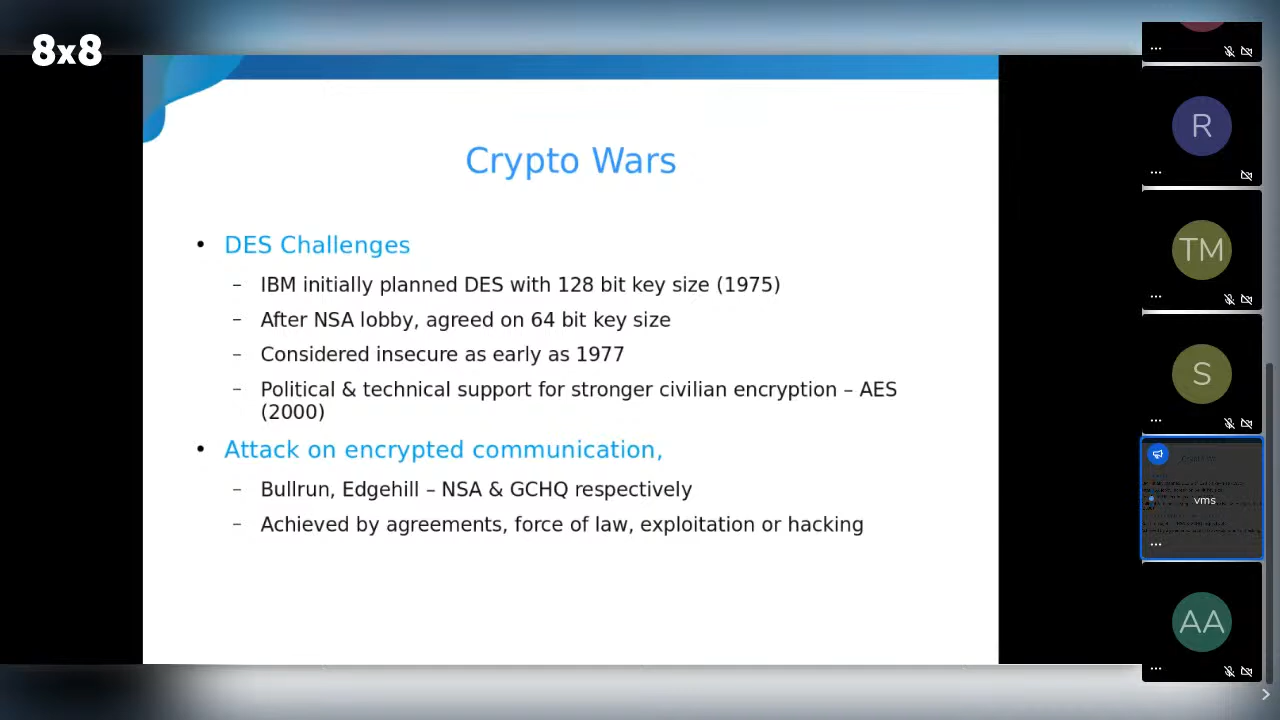 8x8
Crypto Wars
• DES Challenges
– IBM initially planned DES with 128 bit key size (1975)
– After NSA lobby, agreed on 64 bit key size
– Considered insecure as early as 1977
– Political & technical support for stronger civilian encryption – AES
(2000)
• Attack on encrypted communication,
– Bullrun, Edgehill – NSA & GCHQ respectively
– Achieved by agreements, force of law, exploitation or hacking
R
TM
S
vms
AA